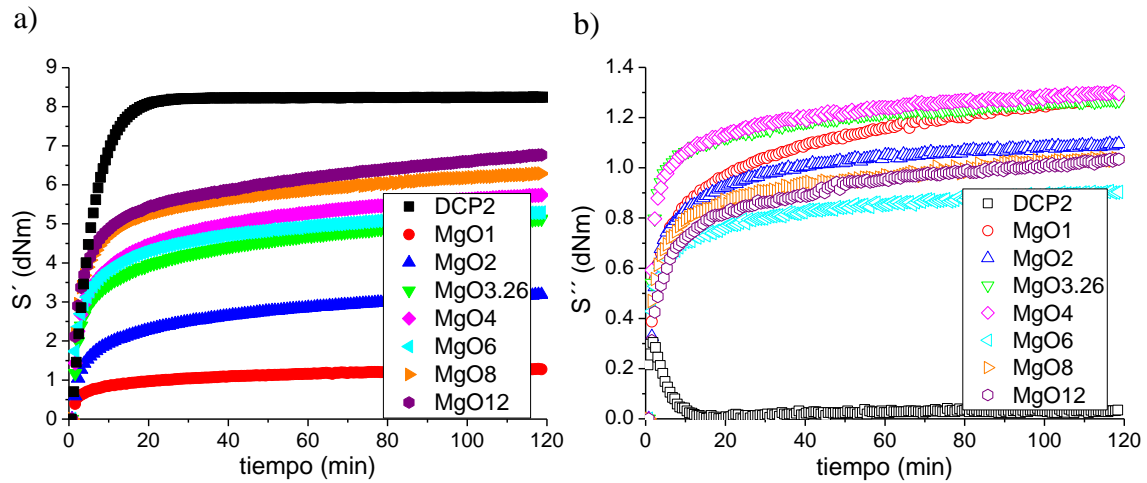 a)
9
8
7
6
5
4
3
2
1
0
S´ (dNm)
0 20 40 60 80 100 120
tiempo (min)
DCP2
MgO1
MgO2
MgO3.26
MgO4
MgO6
MgO8
MgO12
b)
1.4
1.2
1.0
0.8
0.6
0.4
0.2
0.0
S´´ (dNm)
0 20 40 60 80 100 120
tiempo (min)
DCP2
MgO1
MgO2
MgO3.26
MgO4
MgO6
MgO8
MgO12